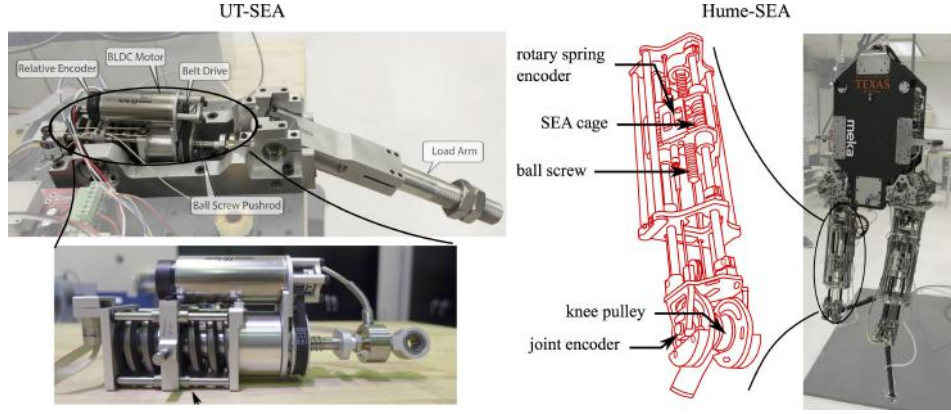 UT-SEA
Hume-SEA
Relative Encoder
BLDC Motor
Belt Drive
Load Arm
Ball Screw Pushrod
rotary spring
encoder
SEA cage
ball screw
knee pulley
joint encoder
TEXAS
meka